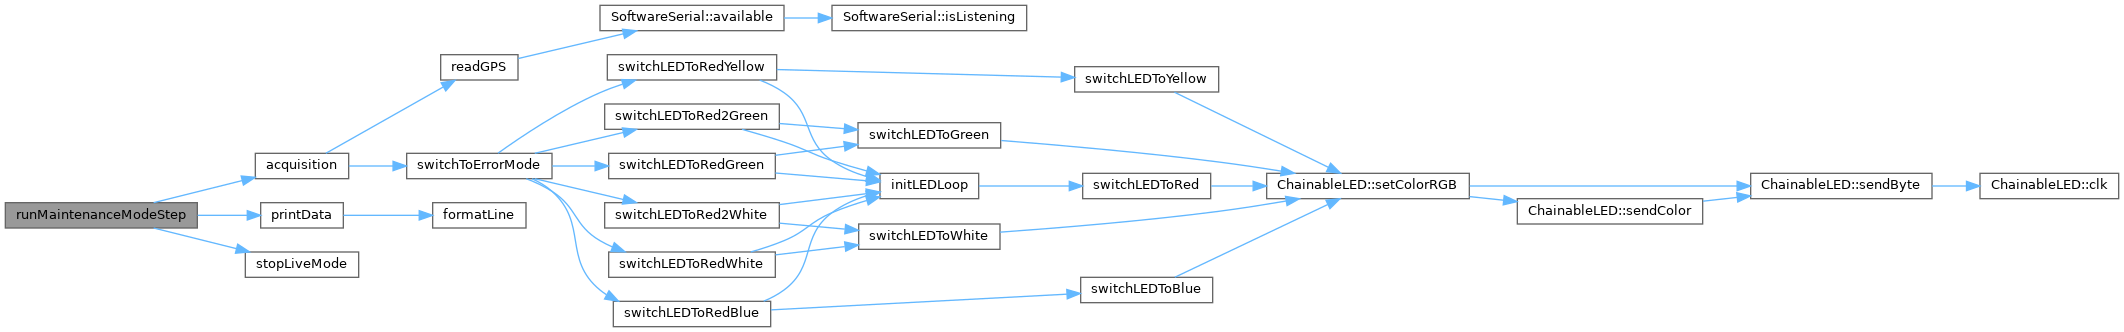 SoftwareSerial::available
SoftwareSerial::isListening
readGPS
switchLEDToRedYellow
switchLEDToYellow
switchLEDToRed2Green
switchLEDToGreen
acquisition
switchToErrorMode
switchLEDToRedGreen
initLEDLoop
switchLEDToRed
ChainableLED::setColorRGB
ChainableLED::sendByte
ChainableLED::clk
runMaintenanceModeStep
printData
formatLine
switchLEDToRed2White
ChainableLED::sendColor
switchLEDToWhite
stopLiveMode
switchLEDToRedWhite
switchLEDToBlue
switchLEDToRedBlue